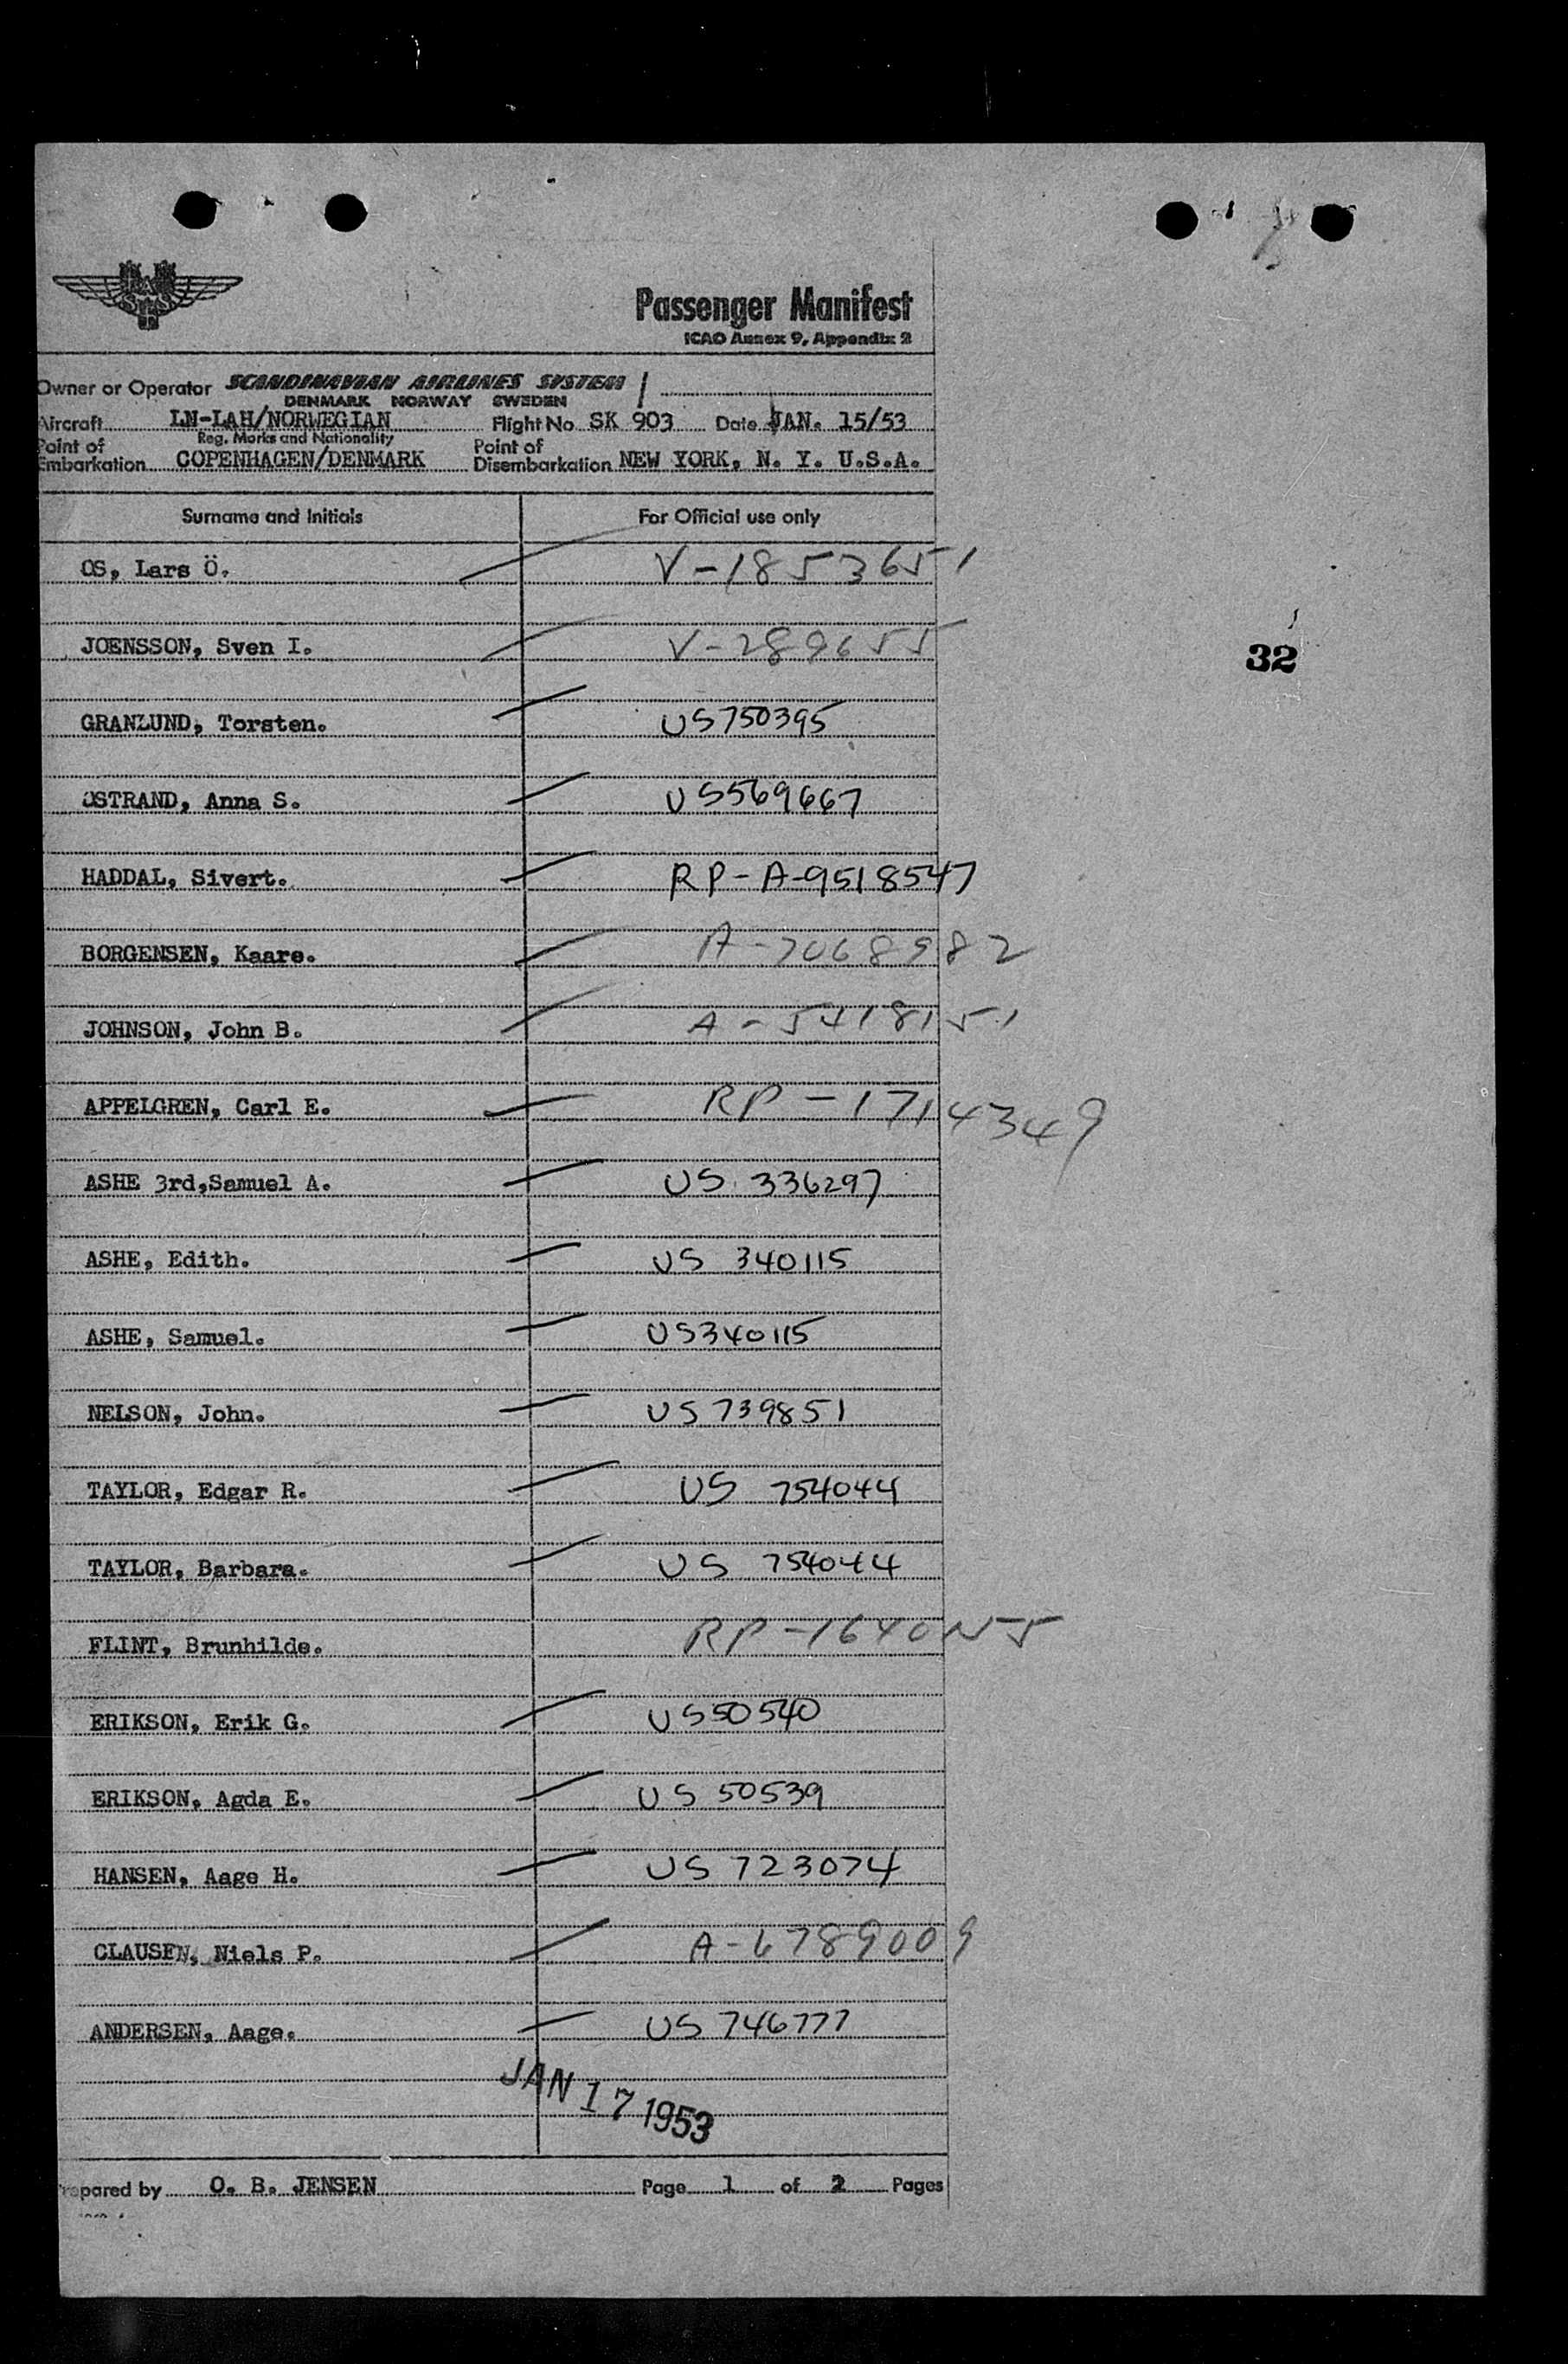 Passenger Manifest
ICAO Annex 9, Appendix 2
Owner or Operator SCANDINAVIAN AIRLINES SYSTEM
DENMARK NORWAY SWEDEN
Aircraft LN-LAH/NORWEGIAN Flight No SK 903 Date JAN. 15/53
Reg. Marks and Nationality
Point of Embarkation COPENHAGEN/DENMARK Point of Disembarkation NEW YORK, N. Y. U.S.A.
Surname and Initials For Official use only
OS, Lars Ö. V-1853651
32
JOENSSON, Sven I. V-289655
GRANLUND, Torsten. US750395
OSTRAND, Anna S. US569667
HADDAL, Sivert. RP-A-9518547
BORGENSEN, Kaare. A-7068982
JOHNSON, John B. A-5418151
APPELGREN, Carl E. RP-1714349
ASHE 3rd,Samuel A. US 336297
ASHE, Edith. US 340115
ASHE, Samuel. US340115
NELSON, John. US739851
TAYLOR, Edgar R. US 754044
TAYLOR, Barbara. US 754044
FLINT, Brunhilde.
ERIKSON, Erik G. US50540
ERIKSON, Agda E. US 50539
HANSEN, Aage H. US 723074
CLAUSEN, Niels P. A-6789009
ANDERSEN, Aage. US 746777
JAN 17 1953
Prepared by O. B. JENSEN Page 1 of 2 Pages